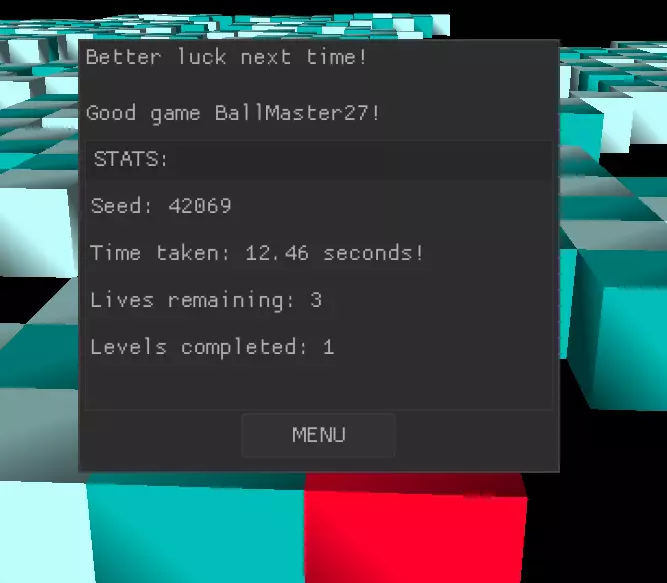 Better luck next time!
Good game BallMaster27!
STATS:
Seed: 42069
Time taken: 12.46 seconds!
Lives remaining: 3
Levels completed: 1
MENU